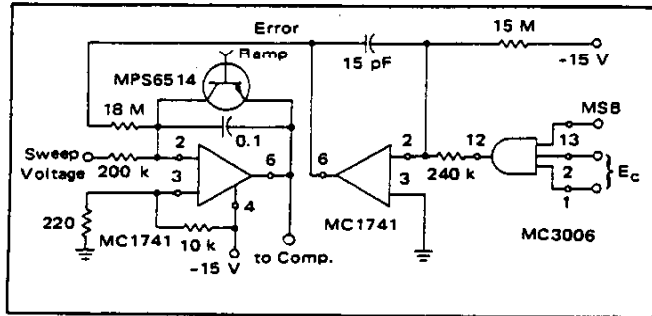 Error
15 M
Ramp
15 pF
-15 V
MPS6514
18 M
MSB
0.1
2
12
13
Sweep
Voltage
200 k
6
6
2
240 k
2
E_C
3
3
1
220
4
MC1741
10 k
MC1741
MC3006
-15 V
to Comp.